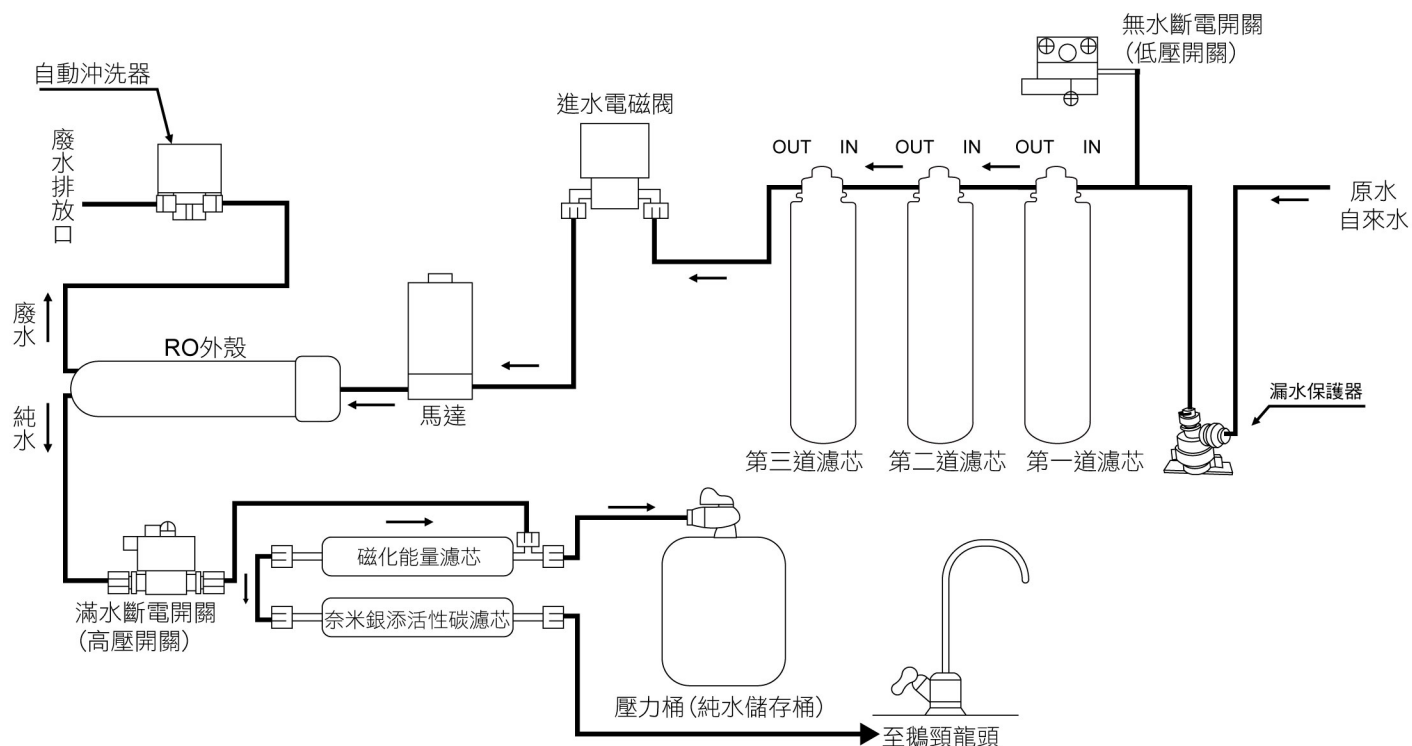 無水斷電開關
(低壓開關)
自動沖洗器
進水電磁閥
廢水排放口
OUT IN OUT IN OUT IN
原水
自來水
廢水
RO外殼
純水
馬達
漏水保護器
第三道濾芯
第二道濾芯
第一道濾芯
磁化能量濾芯
奈米銀添活性碳濾芯
滿水斷電開關
(高壓開關)
壓力桶(純水儲存桶)
至鵝頸龍頭